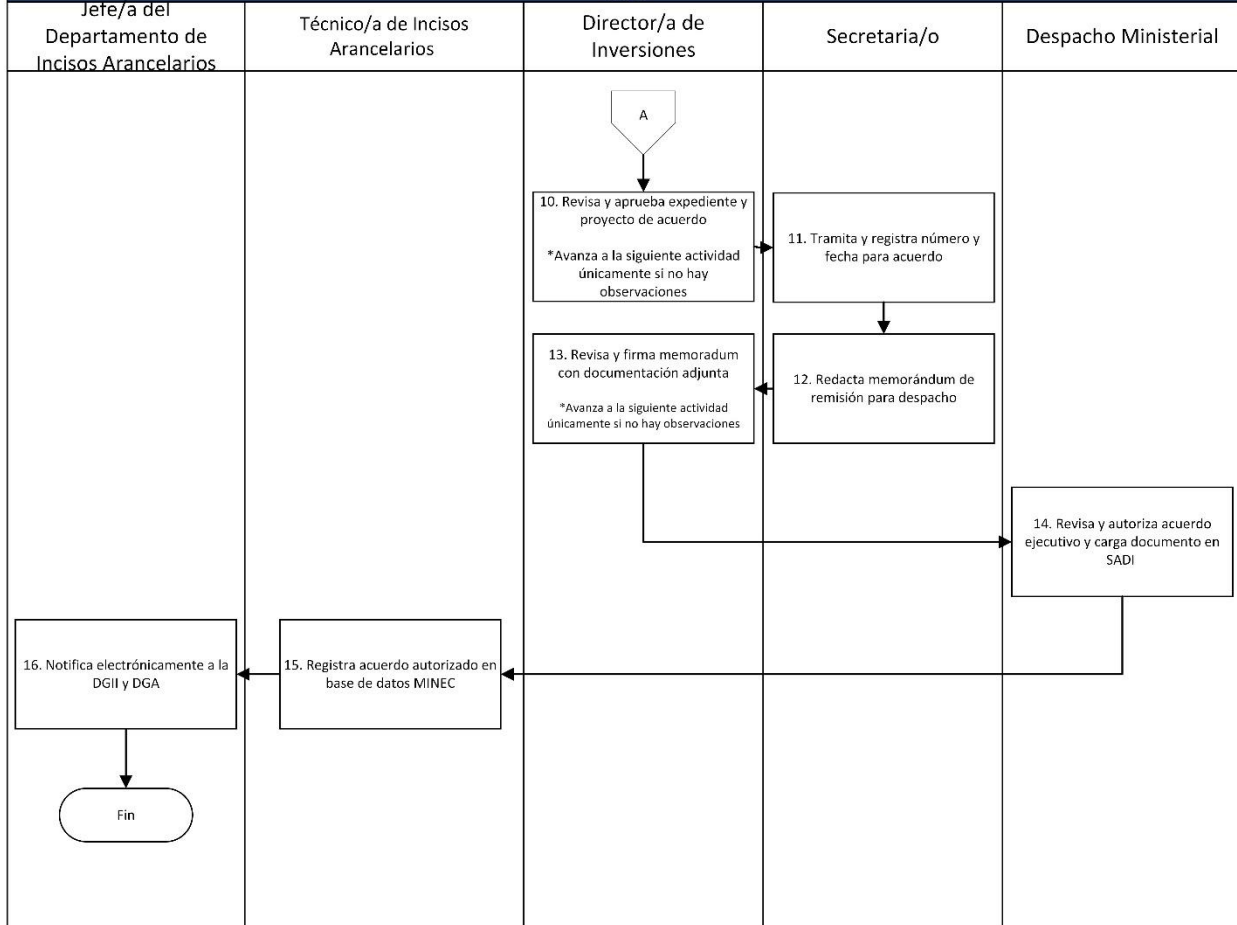 Jefe/a del
Departamento de
Incisos Arancelarios
Técnico/a de Incisos
Arancelarios
Director/a de
Inversiones
Secretaria/o
Despacho Ministerial
A
10. Revisa y aprueba expediente y
proyecto de acuerdo
*Avanza a la siguiente actividad
únicamente si no hay
observaciones
11. Tramita y registra número y
fecha para acuerdo
13. Revisa y firma memoradum
con documentación adjunta
*Avanza a la siguiente actividad
únicamente si no hay observaciones
12. Redacta memorándum de
remisión para despacho
14. Revisa y autoriza acuerdo
ejecutivo y carga documento en
SADI
16. Notifica electrónicamente a la
DGII y DGA
15. Registra acuerdo autorizado en
base de datos MINEC
Fin